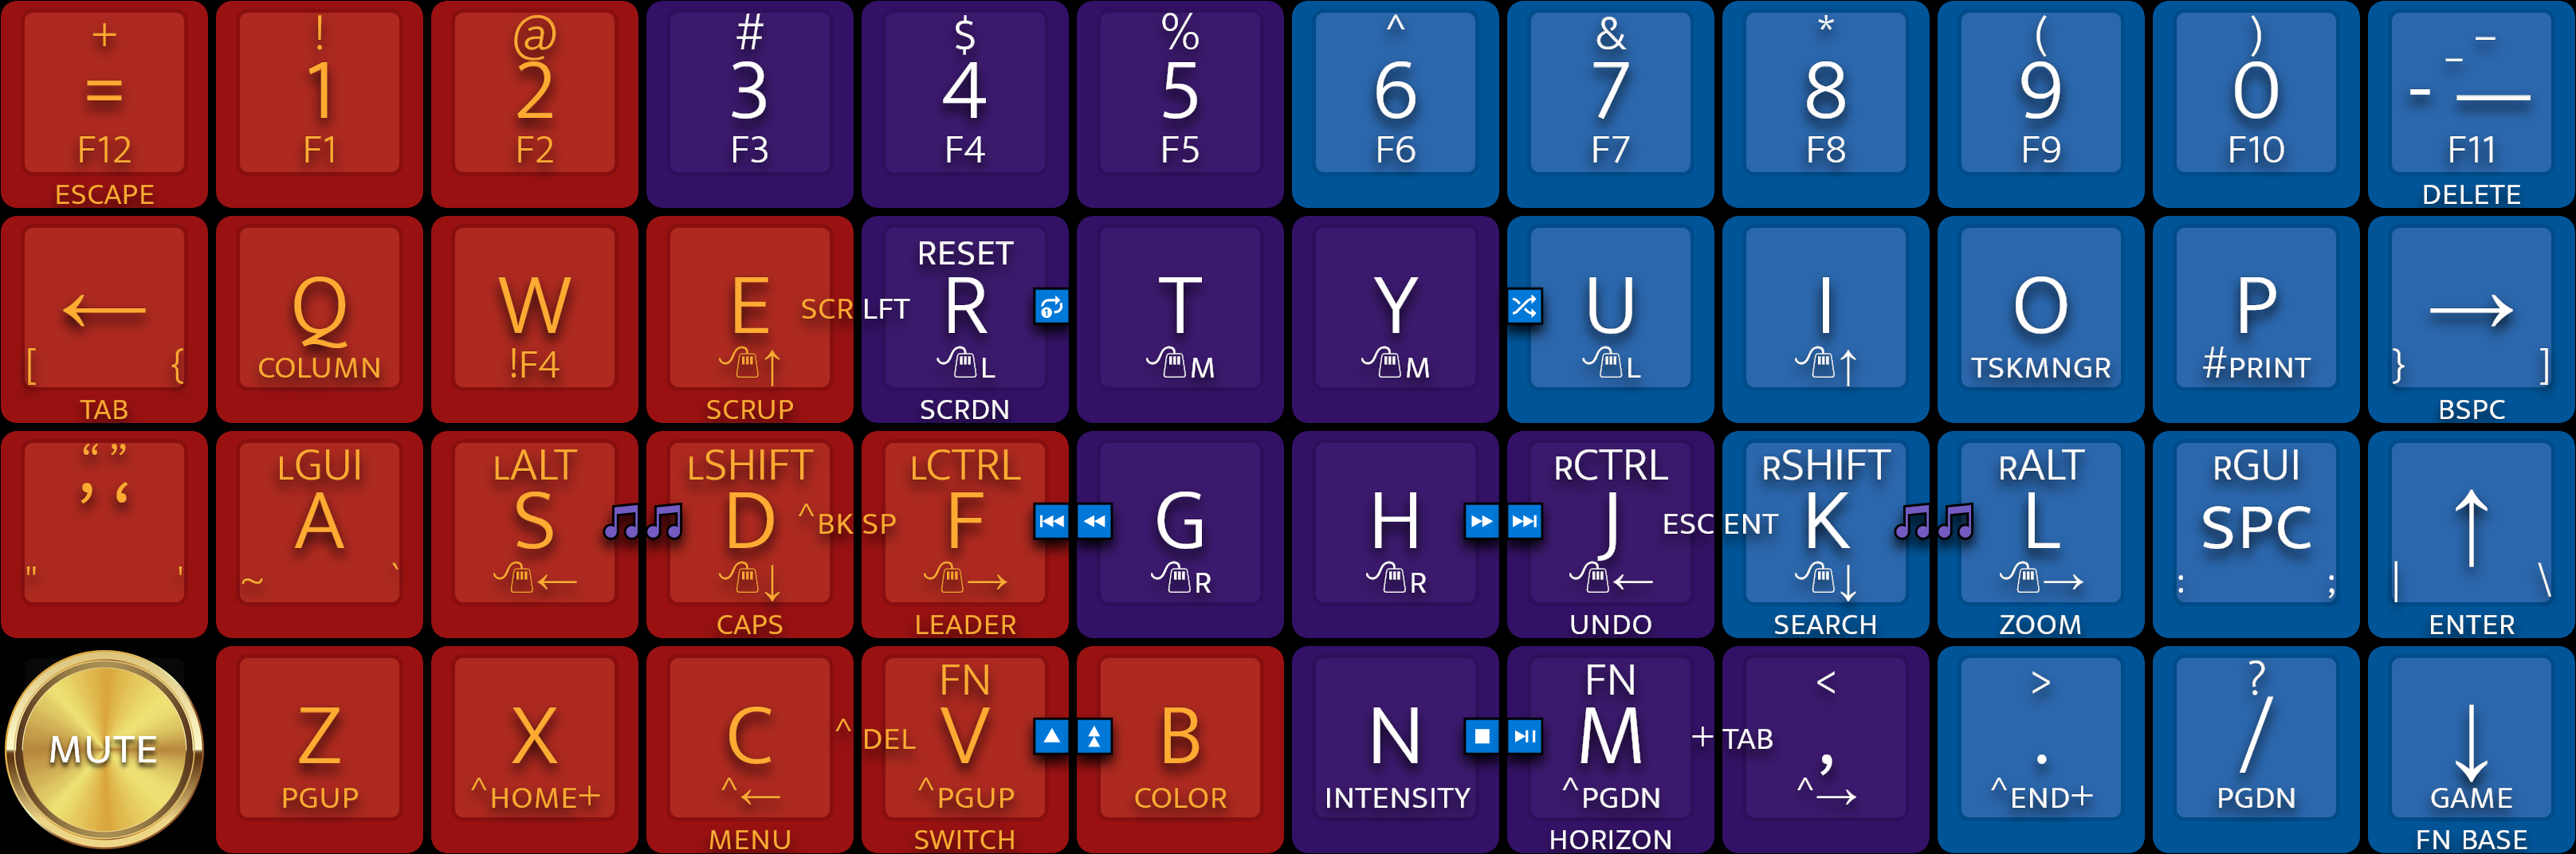 + ! @ # $ % ^ & * ( ) _ –
= 1 2 3 4 5 6 7 8 9 0 - —
F12 F1 F2 F3 F4 F5 F6 F7 F8 F9 F10 F11
ESCAPE DELETE
RESET
← Q W E SCR LFT R T Y U I O P →
[ { COLUMN !F4 ↑ L M M L ↑ TSKMNGR #PRINT } ]
TAB SCRUP SCRDN BSPC
“ ” LGUI LALT LSHIFT LCTRL RCTRL RSHIFT RALT RGUI
’ ‘ A S D ^BK SP F G H J ESC ENT K L SPC ↑
" ' ~ ` ← ↓ → R R ← ↓ → : ; | \
CAPS LEADER UNDO SEARCH ZOOM ENTER
FN FN < > ?
MUTE Z X C ^ DEL V B N M + TAB , . / ↓
PGUP ^HOME+ ^← ^PGUP COLOR INTENSITY ^PGDN ^→ ^END+ PGDN GAME
MENU SWITCH HORIZON FN BASE